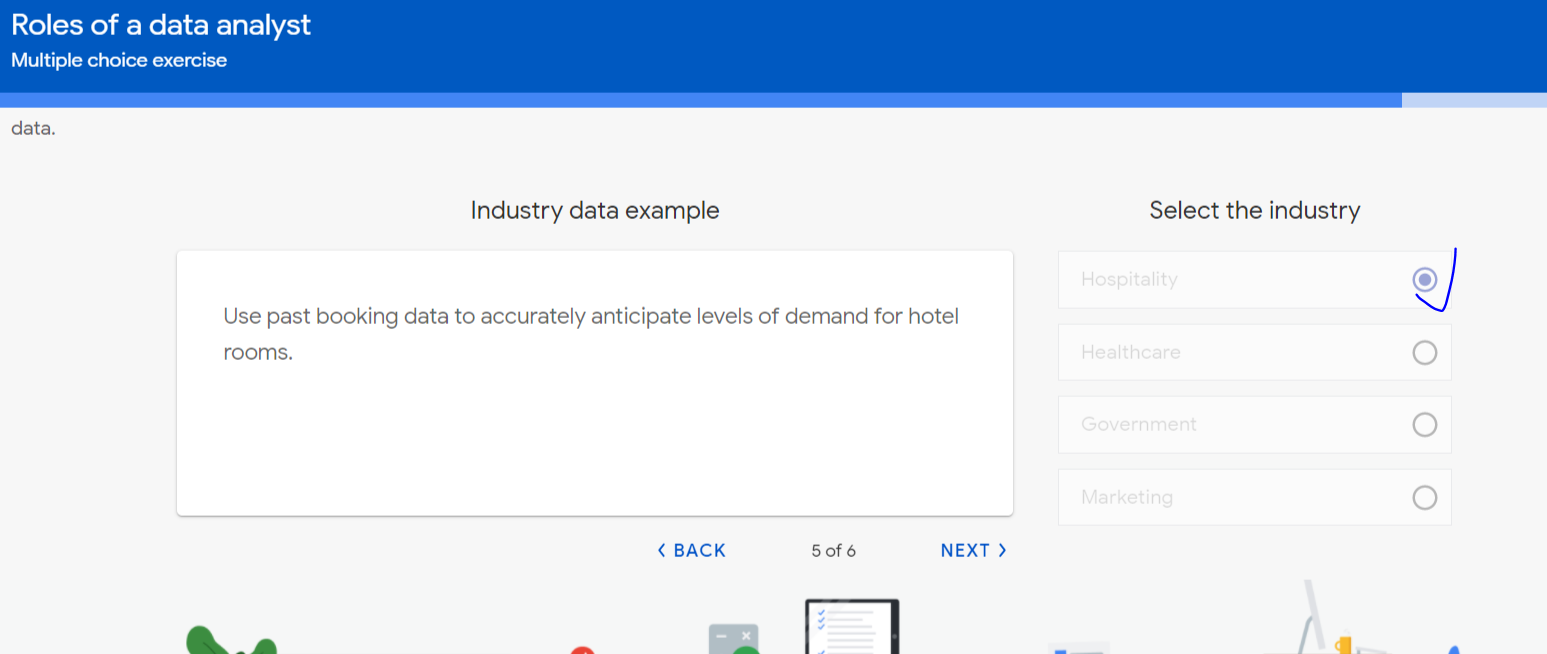 Roles of a data analyst
Multiple choice exercise
data.
Industry data example
Select the industry
Use past booking data to accurately anticipate levels of demand for hotel
rooms.
Hospitality
Healthcare
Government
Marketing
< BACK
5 of 6
NEXT >